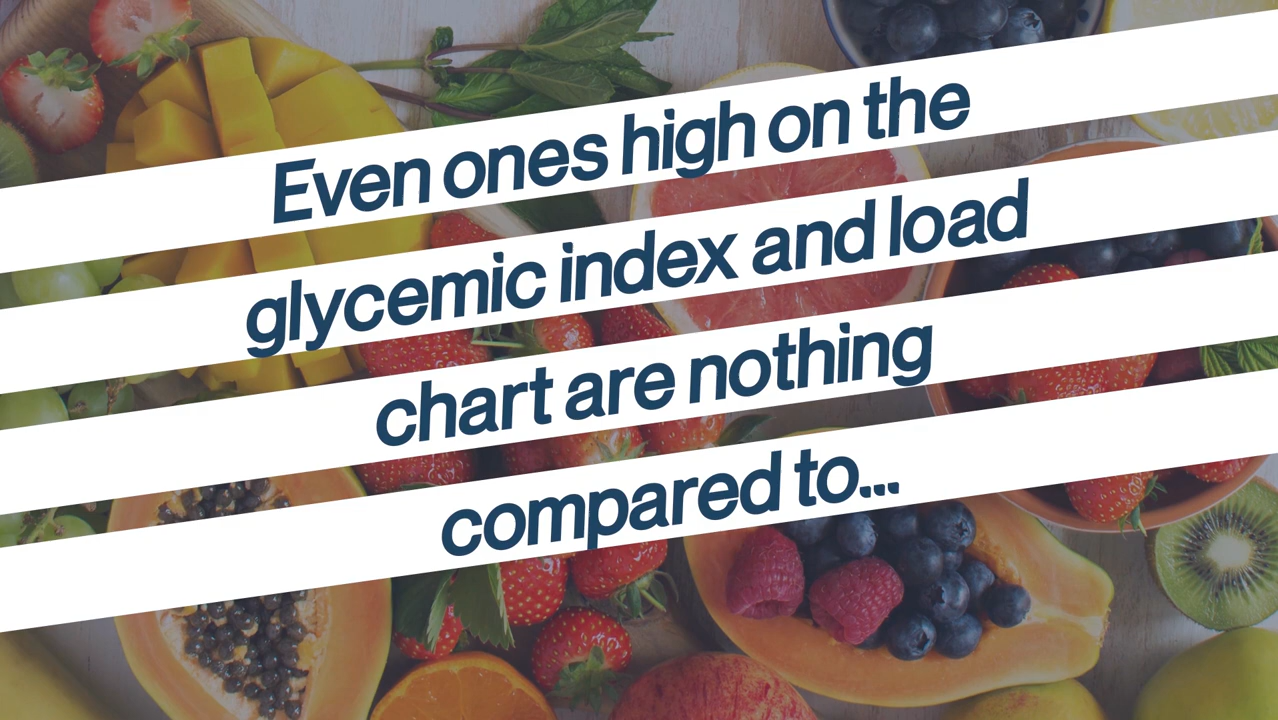 Even ones high on the
glycemic index and load
chart are nothing
compared to...